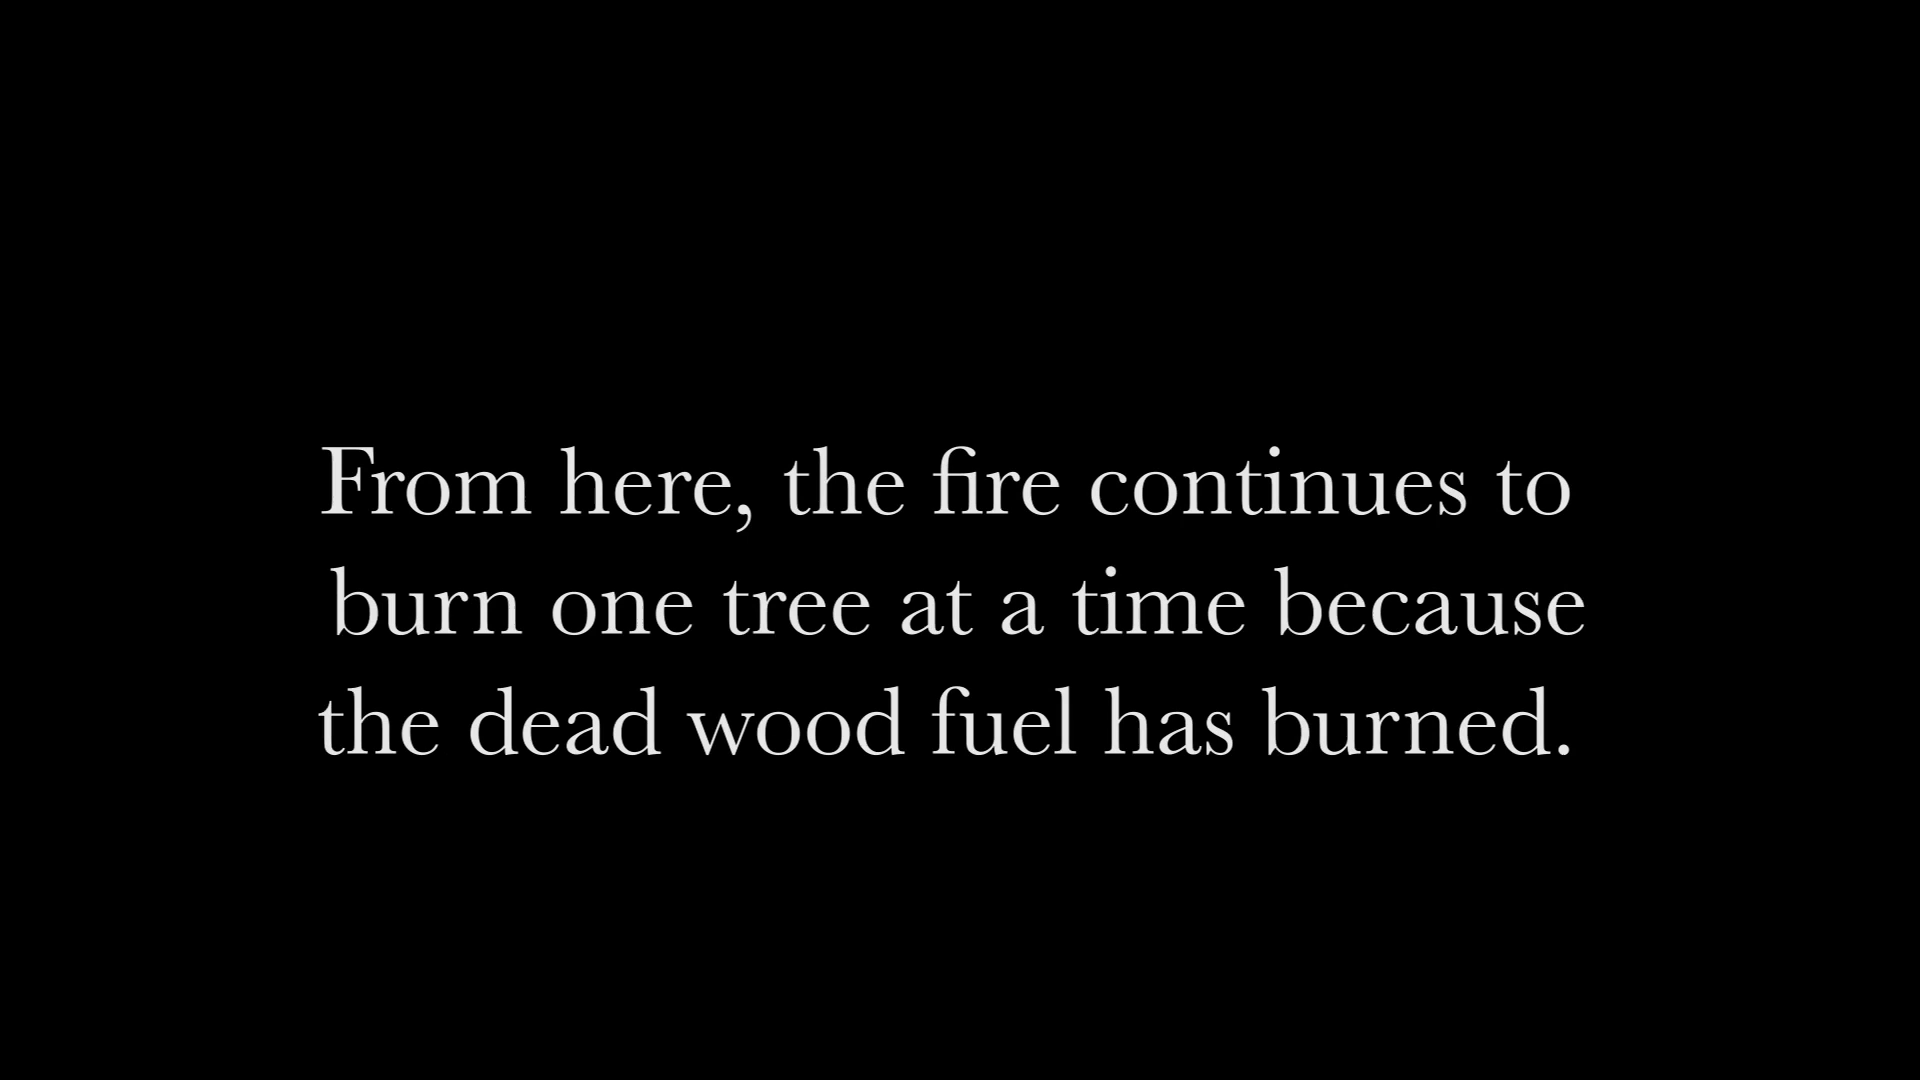 From here, the fire continues to
burn one tree at a time because
the dead wood fuel has burned.